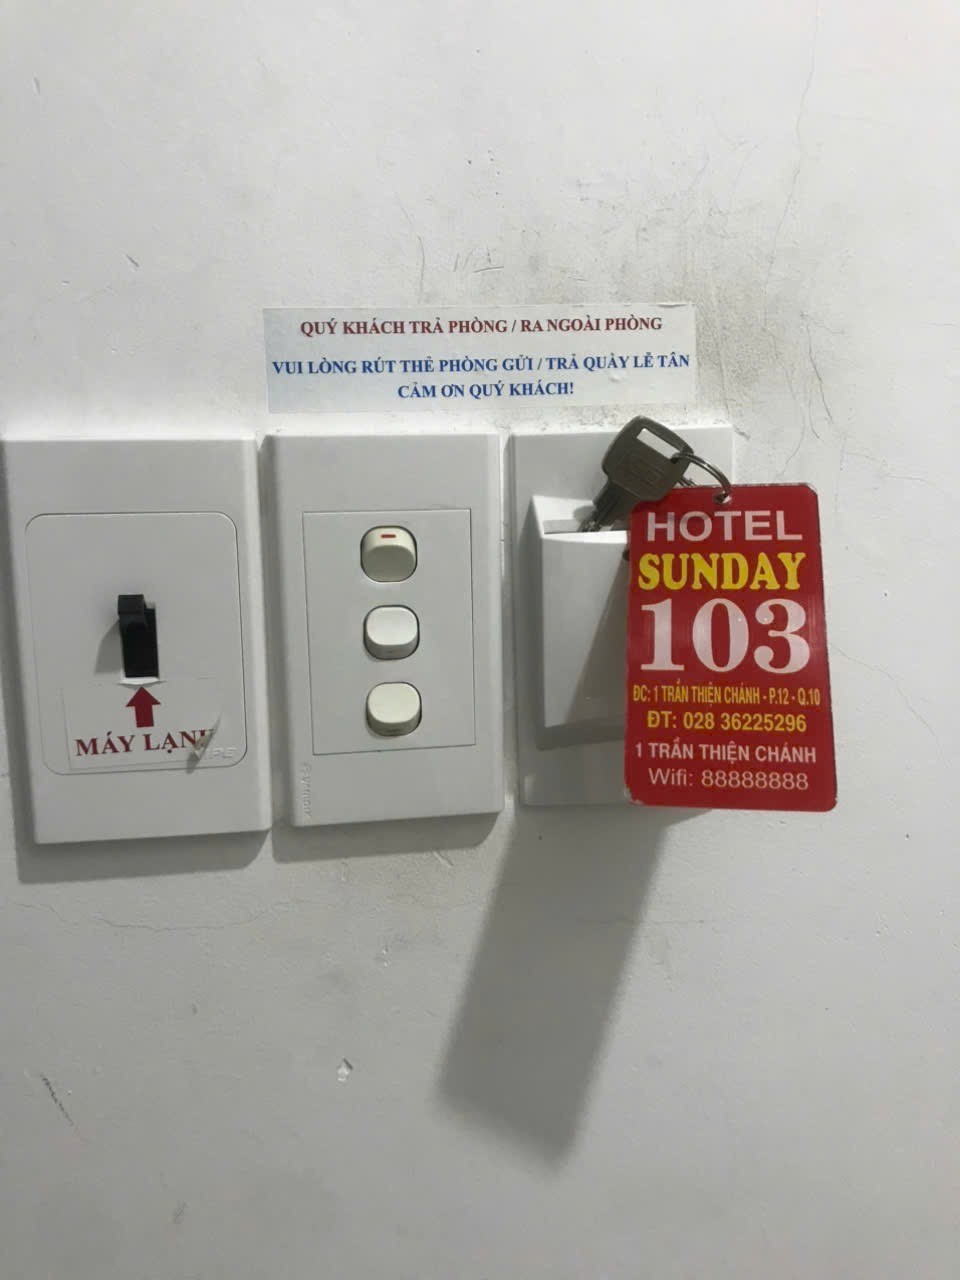 QUÝ KHÁCH TRẢ PHÒNG / RA NGOÀI PHÒNG
VUI LÒNG RÚT THẺ PHÒNG GỬI / TRẢ QUẦY LỄ TÂN
CẢM ƠN QUÝ KHÁCH!
MÁY LẠNH
HOTEL
SUNDAY
103
ĐC: 1 TRẦN THIỆN CHÁNH - P.12 - Q.10
ĐT: 028 36225296
1 TRẦN THIỆN CHÁNH
Wifi: 88888888